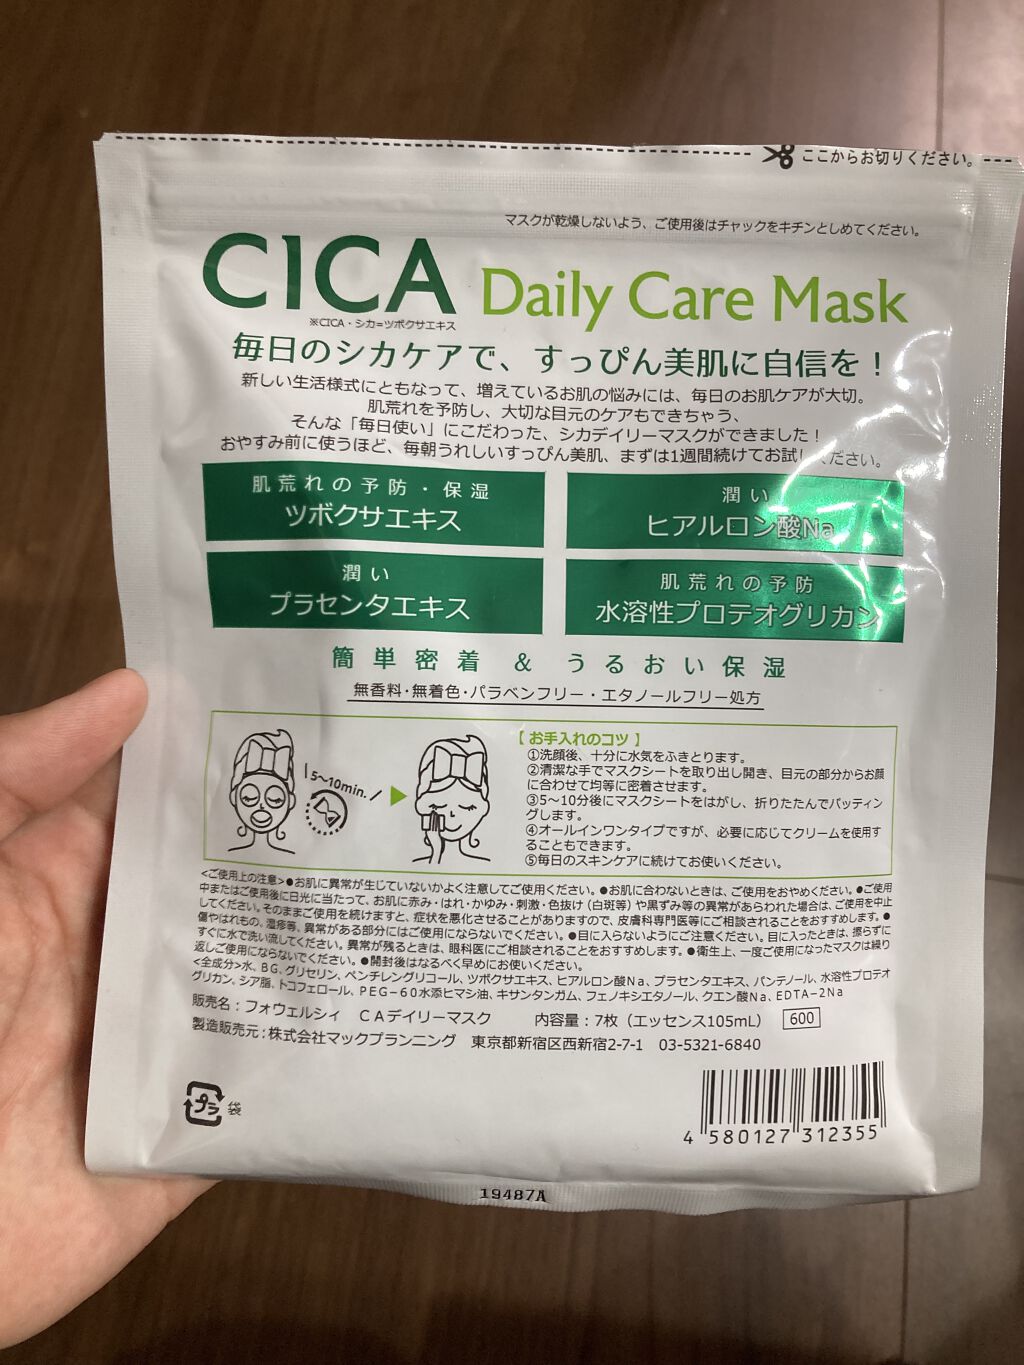 ここからお切りください。
マスクが乾燥しないよう、ご使用後はチャックをキチンとしめてください。
CICA Daily Care Mask
※CICA・シカ=ツボクサエキス
毎日のシカケアで、すっぴん美肌に自信を！
新しい生活様式にともなって、増えているお肌の悩みには、毎日のお肌ケアが大切。
肌荒れを予防し、大切な目元のケアもできちゃう、
そんな「毎日使い」にこだわった、シカデイリーマスクができました！
おやすみ前に使うほど、毎朝うれしいすっぴん美肌、まずは1週間続けてお試しください。
肌荒れの予防・保湿
ツボクサエキス
潤い
ヒアルロン酸Na
潤い
プラセンタエキス
肌荒れの予防
水溶性プロテオグリカン
簡単密着 & うるおい保湿
無香料・無着色・パラベンフリー・エタノールフリー処方
5～10min.
【お手入れのコツ】
①洗顔後、十分に水気をふきとります。
②清潔な手でマスクシートを取り出し開き、目元の部分からお顔
に合わせて均等に密着させます。
③5～10分後にマスクシートをはがし、折りたたんでパッティン
グします。
④オールインワンタイプですが、必要に応じてクリームを使用す
ることもできます。
⑤毎日のスキンケアに続けてお使いください。
<ご使用上の注意>●お肌に異常が生じていないかよく注意してご使用ください。●お肌に合わないときは、ご使用をおやめください。●ご使用
中またはご使用後に日光に当たって、お肌に赤み・はれ・かゆみ・刺激・色抜け(白斑等)や黒ずみ等の異常があらわれた場合は、ご使用を中止
してください。そのままご使用を続けますと、症状を悪化させることがありますので、皮膚科専門医等にご相談されることをおすすめします。●
傷やはれもの、湿疹等、異常がある部分にはご使用にならないでください。●目に入らないようにご注意ください。目に入ったときは、擦らずに
すぐに水で洗い流してください。異常が残るときは、眼科医にご相談されることをおすすめします。●衛生上、一度ご使用になったマスクは繰り
返しご使用にならないでください。●開封後はなるべく早めにお使いください。
<全成分>水、BG、グリセリン、ペンチレングリコール、ツボクサエキス、ヒアルロン酸Na、プラセンタエキス、パンテノール、水溶性プロテオ
グリカン、シア脂、トコフェロール、PEG-60水添ヒマシ油、キサンタンガム、フェノキシエタノール、クエン酸Na、EDTA-2Na
販売名：フォウェルシィ　CAデイリーマスク　内容量：7枚（エッセンス105mL） 600
製造販売元：株式会社マックプランニング　東京都新宿区西新宿2-7-1　03-5321-6840
プラ 袋
4 580127 312355
19487A